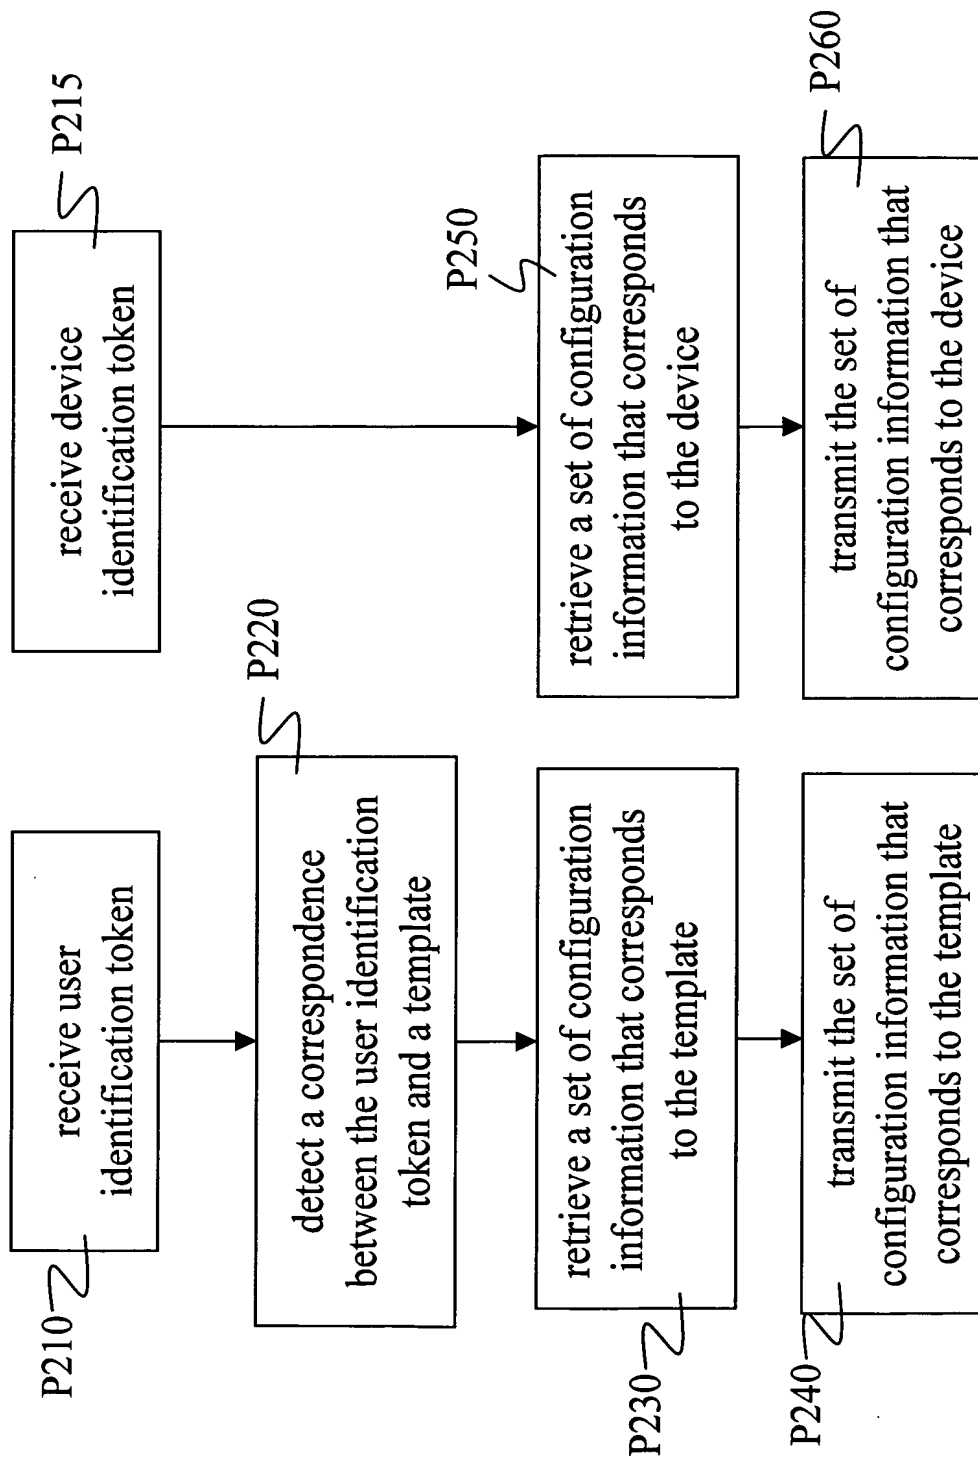 P210
receive user
identification token
P220
detect a correspondence
between the user identification
token and a template
P230
retrieve a set of configuration
information that corresponds
to the template
P240
transmit the set of
configuration information that
corresponds to the template
P215
receive device
identification token
P250
retrieve a set of configuration
information that corresponds
to the device
P260
transmit the set of
configuration information that
corresponds to the device